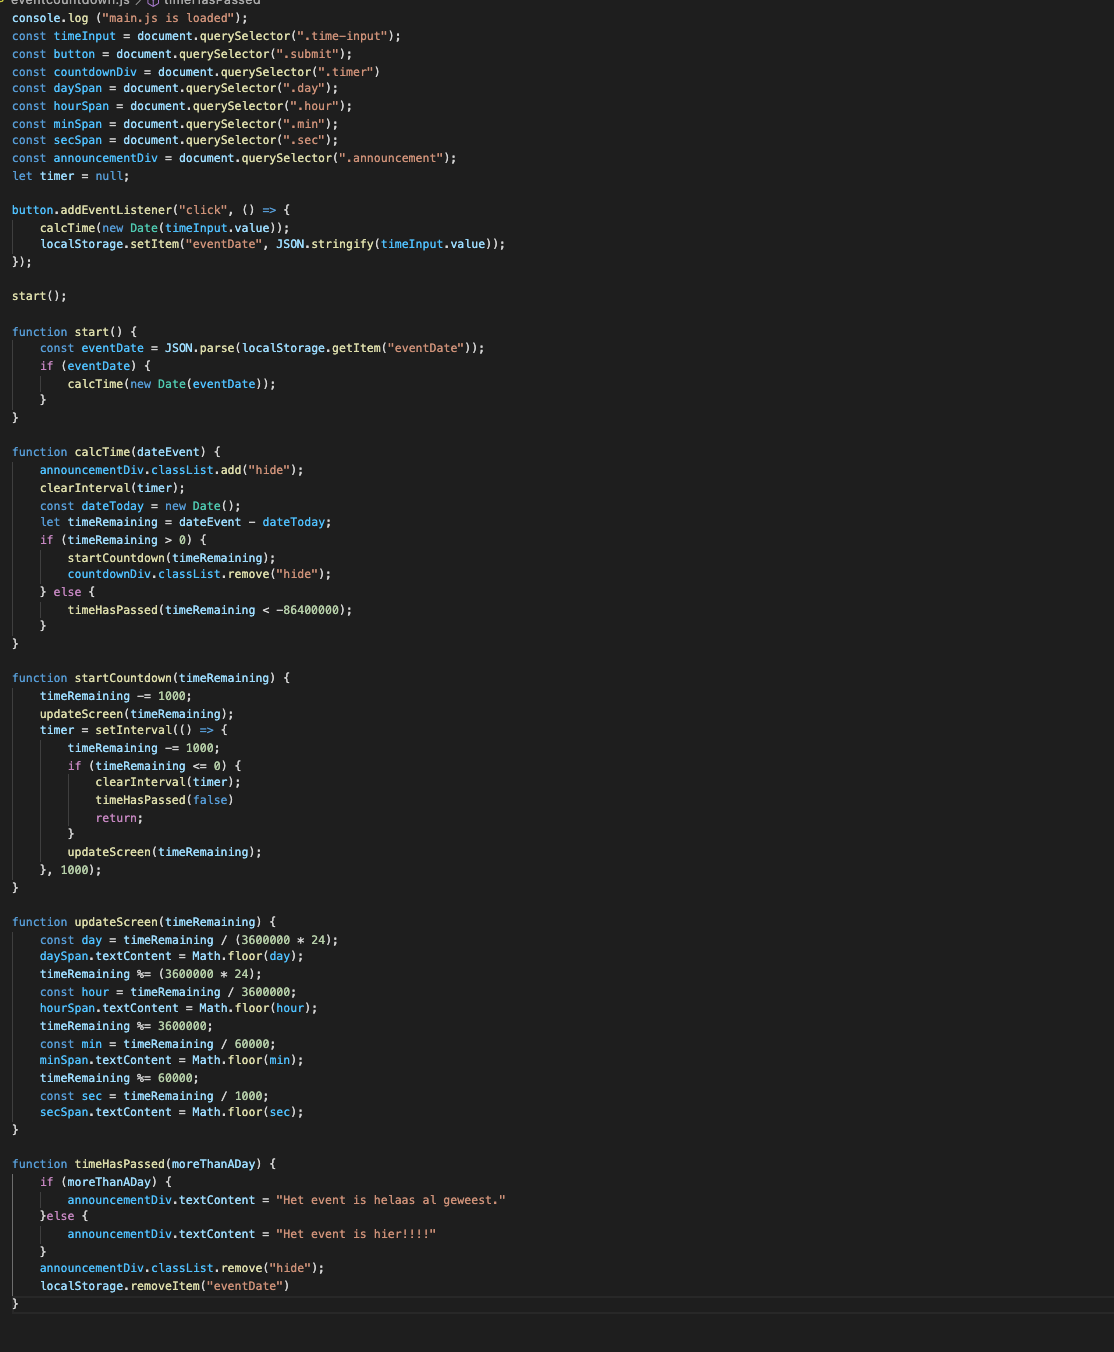 eventcountdown.js > timeHasPassed
console.log ("main.js is loaded");
const timeInput = document.querySelector(".time-input");
const button = document.querySelector(".submit");
const countdownDiv = document.querySelector(".timer")
const daySpan = document.querySelector(".day");
const hourSpan = document.querySelector(".hour");
const minSpan = document.querySelector(".min");
const secSpan = document.querySelector(".sec");
const announcementDiv = document.querySelector(".announcement");
let timer = null;

button.addEventListener("click", () => {
    calcTime(new Date(timeInput.value));
    localStorage.setItem("eventDate", JSON.stringify(timeInput.value));
});

start();

function start() {
    const eventDate = JSON.parse(localStorage.getItem("eventDate"));
    if (eventDate) {
        calcTime(new Date(eventDate));
    }
}

function calcTime(dateEvent) {
    announcementDiv.classList.add("hide");
    clearInterval(timer);
    const dateToday = new Date();
    let timeRemaining = dateEvent - dateToday;
    if (timeRemaining > 0) {
        startCountdown(timeRemaining);
        countdownDiv.classList.remove("hide");
    } else {
        timeHasPassed(timeRemaining < -86400000);
    }
}

function startCountdown(timeRemaining) {
    timeRemaining -= 1000;
    updateScreen(timeRemaining);
    timer = setInterval(() => {
        timeRemaining -= 1000;
        if (timeRemaining <= 0) {
            clearInterval(timer);
            timeHasPassed(false)
            return;
        }
        updateScreen(timeRemaining);
    }, 1000);
}

function updateScreen(timeRemaining) {
    const day = timeRemaining / (3600000 * 24);
    daySpan.textContent = Math.floor(day);
    timeRemaining %= (3600000 * 24);
    const hour = timeRemaining / 3600000;
    hourSpan.textContent = Math.floor(hour);
    timeRemaining %= 3600000;
    const min = timeRemaining / 60000;
    minSpan.textContent = Math.floor(min);
    timeRemaining %= 60000;
    const sec = timeRemaining / 1000;
    secSpan.textContent = Math.floor(sec);
}

function timeHasPassed(moreThanADay) {
    if (moreThanADay) {
        announcementDiv.textContent = "Het event is helaas al geweest."
    }else {
        announcementDiv.textContent = "Het event is hier!!!!"
    }
    announcementDiv.classList.remove("hide");
    localStorage.removeItem("eventDate")
}